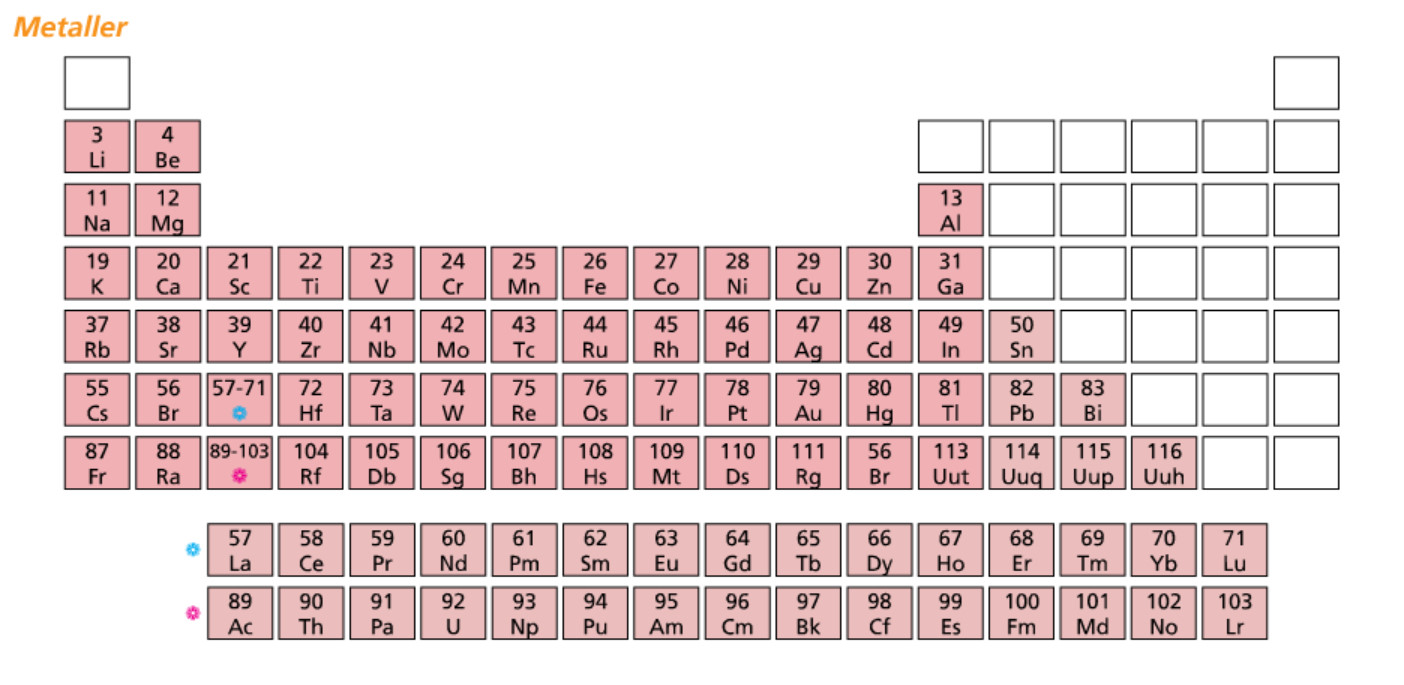 Metaller
3 4
Li Be
11 12 13
Na Mg Al
19 20 21 22 23 24 25 26 27 28 29 30 31
K Ca Sc Ti V Cr Mn Fe Co Ni Cu Zn Ga
37 38 39 40 41 42 43 44 45 46 47 48 49 50
Rb Sr Y Zr Nb Mo Tc Ru Rh Pd Ag Cd In Sn
55 56 57-71 72 73 74 75 76 77 78 79 80 81 82 83
Cs Br Hf Ta W Re Os Ir Pt Au Hg Tl Pb Bi
87 88 89-103 104 105 106 107 108 109 110 111 56 113 114 115 116
Fr Ra Rf Db Sg Bh Hs Mt Ds Rg Br Uut Uuq Uup Uuh
57 58 59 60 61 62 63 64 65 66 67 68 69 70 71
La Ce Pr Nd Pm Sm Eu Gd Tb Dy Ho Er Tm Yb Lu
89 90 91 92 93 94 95 96 97 98 99 100 101 102 103
Ac Th Pa U Np Pu Am Cm Bk Cf Es Fm Md No Lr